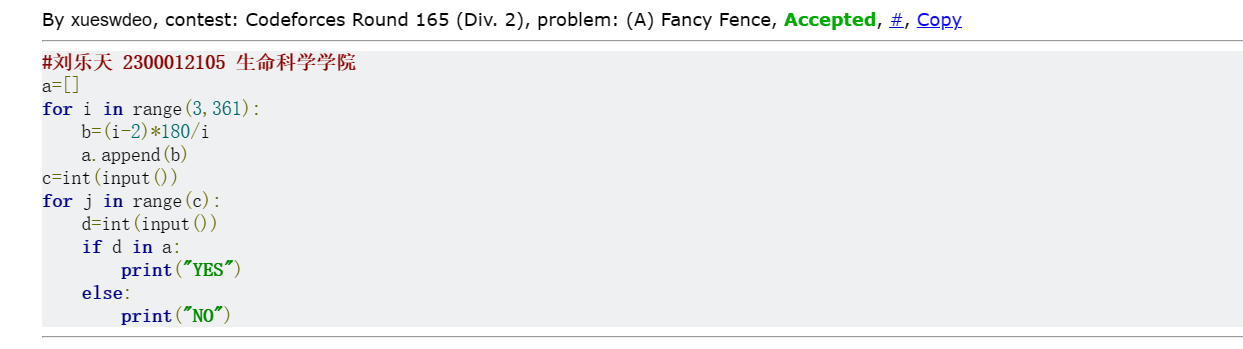 By xueswdeo, contest: Codeforces Round 165 (Div. 2), problem: (A) Fancy Fence, Accepted, #, Copy
#刘乐天 2300012105 生命科学学院
a=[]
for i in range(3,361):
    b=(i-2)*180/i
    a.append(b)
c=int(input())
for j in range(c):
    d=int(input())
    if d in a:
        print("YES")
    else:
        print("NO")